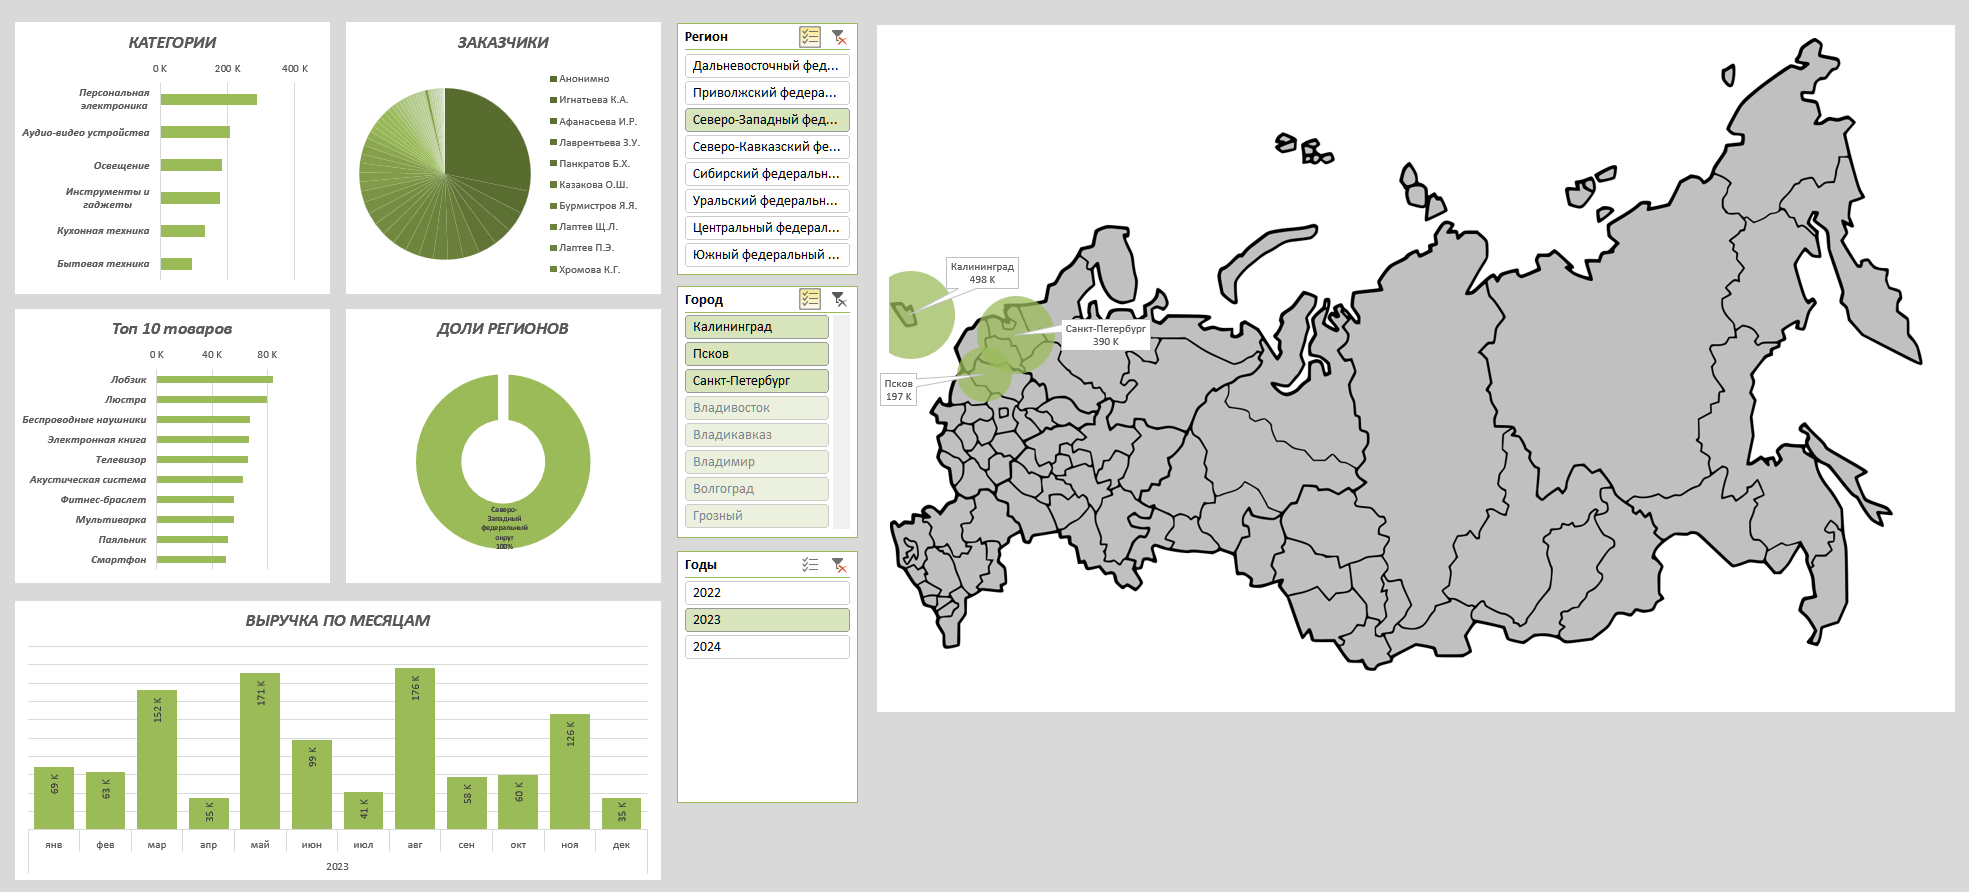 КАТЕГОРИИ
0 K 200 K 400 K
Персональная
электроника
Аудио-видео устройства
Освещение
Инструменты и
гаджеты
Кухонная техника
Бытовая техника
ЗАКАЗЧИКИ
Анонимно
Игнатьева К.А.
Афанасьева И.Р.
Лаврентьева З.У.
Панкратов Б.Х.
Казакова О.Ш.
Бурмистров Я.Я.
Лаптев Щ.Л.
Лаптев П.Э.
Хромова К.Г.
Топ 10 товаров
0 K 40 K 80 K
Лобзик
Люстра
Беспроводные наушники
Электронная книга
Телевизор
Акустическая система
Фитнес-браслет
Мультиварка
Паяльник
Смартфон
ДОЛИ РЕГИОНОВ
Северо-
Западный
федеральный
округ
100%
ВЫРУЧКА ПО МЕСЯЦАМ
69 K 63 K 152 K 35 K 171 K 99 K 41 K 176 K 58 K 60 K 126 K 35 K
янв фев мар апр май июн июл авг сен окт ноя дек
2023
Регион
Дальневосточный фед...
Приволжский федера...
Северо-Западный фед...
Северо-Кавказский фе...
Сибирский федеральн...
Уральский федеральн...
Центральный федерал...
Южный федеральный ...
Город
Калининград
Псков
Санкт-Петербург
Владивосток
Владикавказ
Владимир
Волгоград
Грозный
Годы
2022
2023
2024
Калининград
498 K
Санкт-Петербург
390 K
Псков
197 K